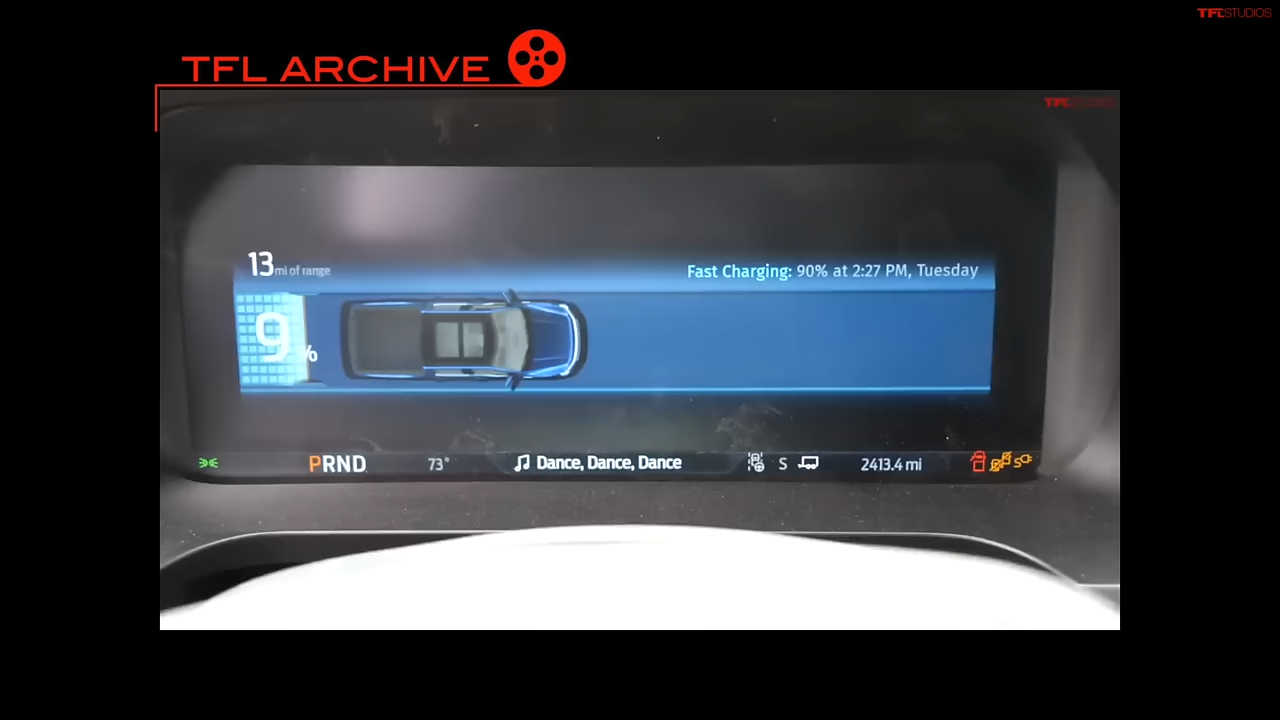 TFLSTUDIOS
TFL ARCHIVE
TFLSTUDIOS
13 mi of range
Fast Charging: 90% at 2:27 PM, Tuesday
9%
PRND
73°
Dance, Dance, Dance
S
2413.4 mi
S